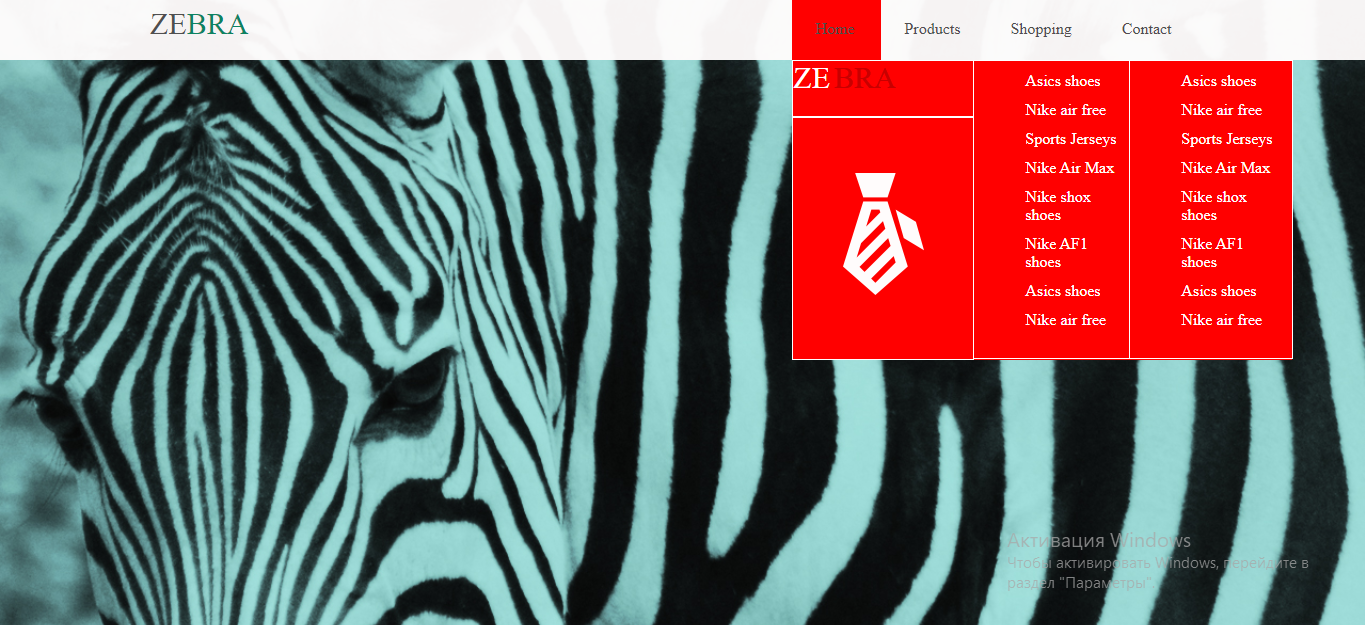 ZEBRA
Home Products Shopping Contact
ZE BRA
Asics shoes
Nike air free
Sports Jerseys
Nike Air Max
Nike shox
shoes
Nike AF1
shoes
Asics shoes
Nike air free
Asics shoes
Nike air free
Sports Jerseys
Nike Air Max
Nike shox
shoes
Nike AF1
shoes
Asics shoes
Nike air free
Активация Windows
Чтобы активировать Windows, перейдите в
раздел "Параметры".